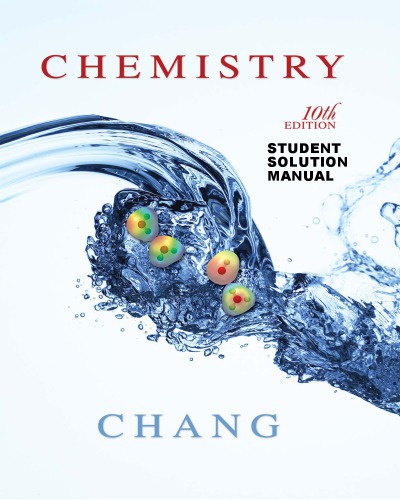 CHEMISTRY
10th
EDITION
STUDENT
SOLUTION
MANUAL
CHANG